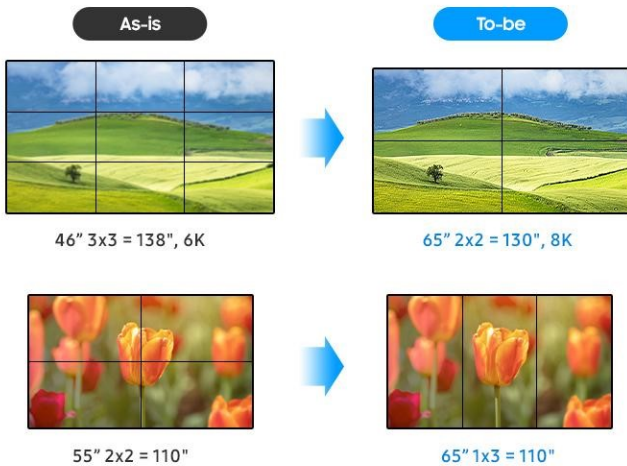 As-is
To-be
46” 3x3 = 138", 6K
65” 2x2 = 130", 8K
55” 2x2 = 110"
65” 1x3 = 110"